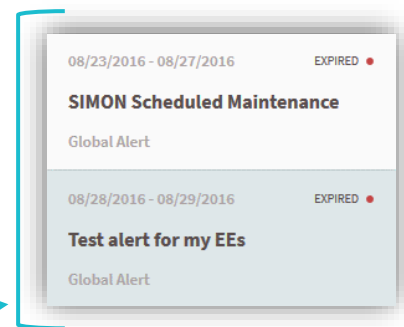 08/23/2016 - 08/27/2016 EXPIRED
SIMON Scheduled Maintenance
Global Alert
08/28/2016 - 08/29/2016 EXPIRED
Test alert for my EEs
Global Alert